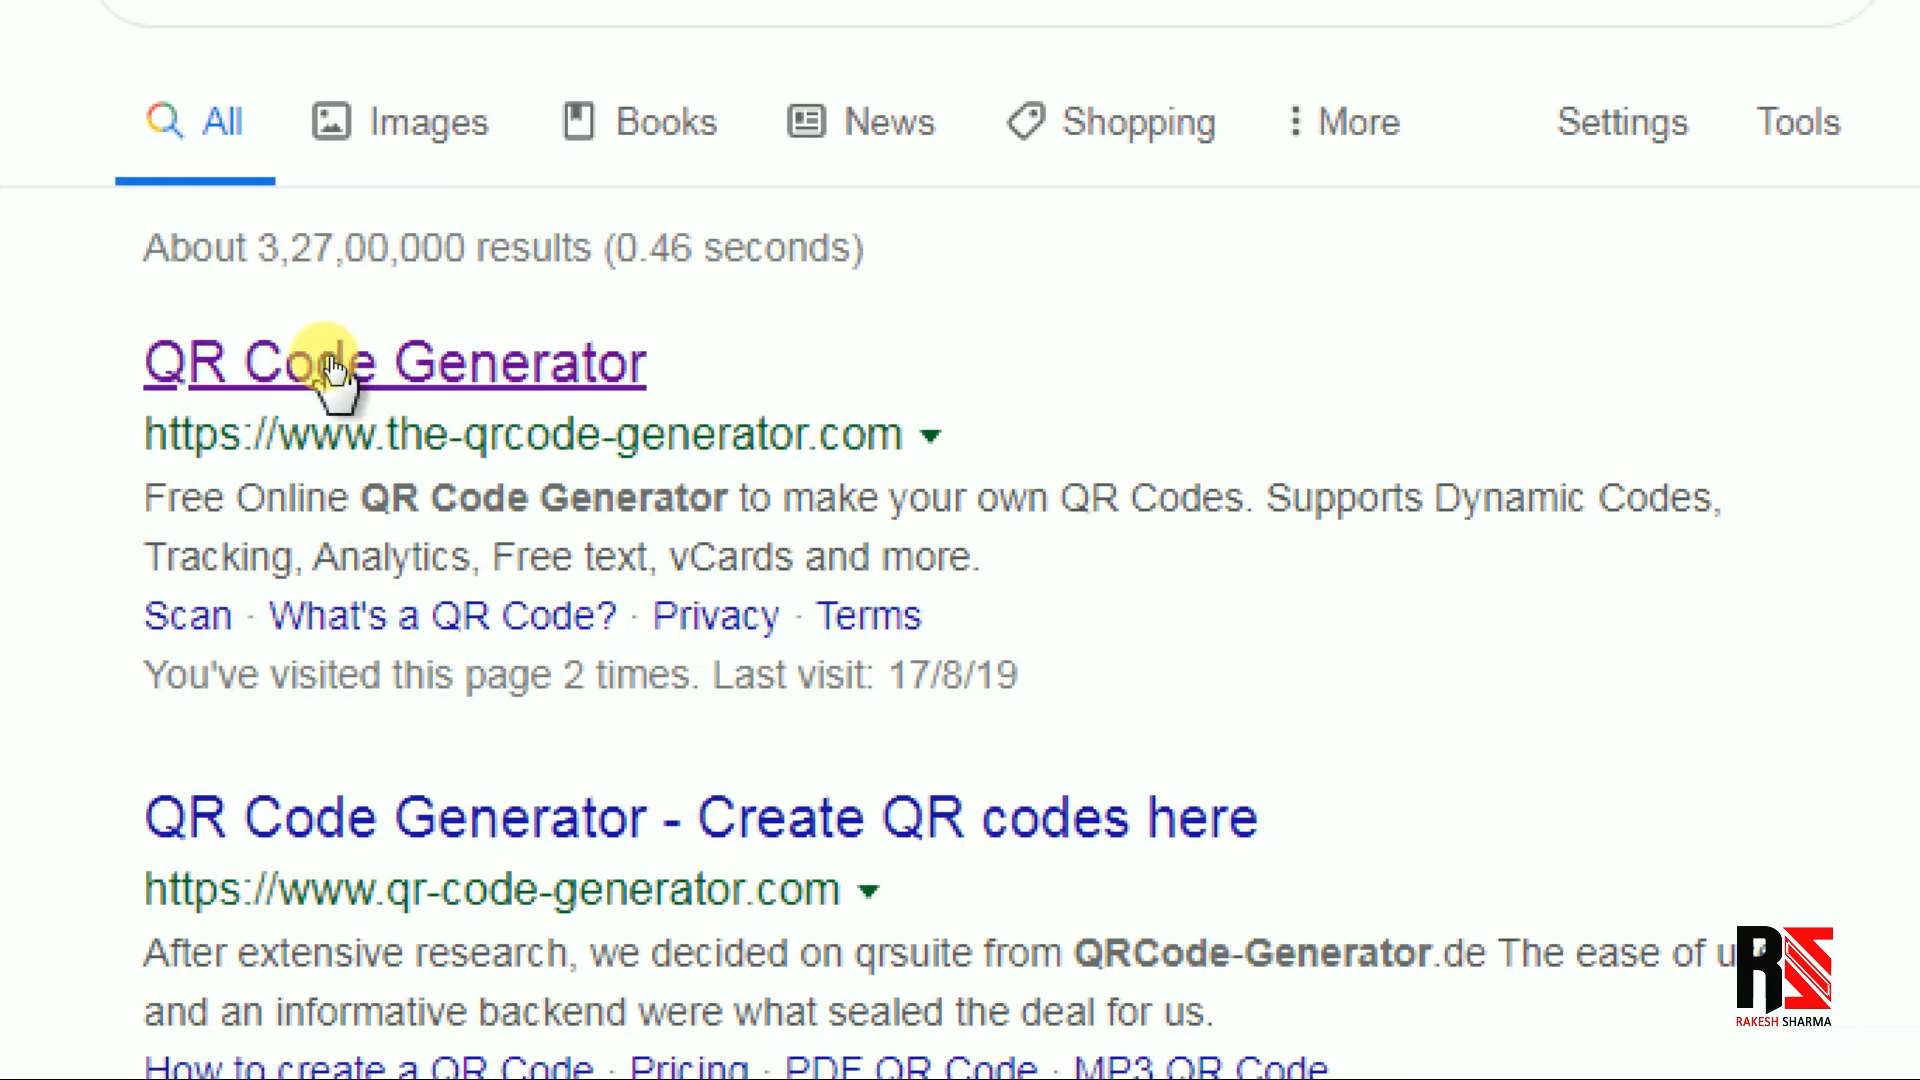 All Images Books News Shopping More Settings Tools
About 3,27,00,000 results (0.46 seconds)
QR Code Generator
https://www.the-qrcode-generator.com
Free Online QR Code Generator to make your own QR Codes. Supports Dynamic Codes,
Tracking, Analytics, Free text, vCards and more.
Scan · What's a QR Code? · Privacy · Terms
You've visited this page 2 times. Last visit: 17/8/19
QR Code Generator - Create QR codes here
https://www.qr-code-generator.com
After extensive research, we decided on qrsuite from QRCode-Generator.de The ease of
and an informative backend were what sealed the deal for us.
How to create a QR Code · Pricing · PDF QR Code · MP3 QR Code
RS
RAKESH SHARMA